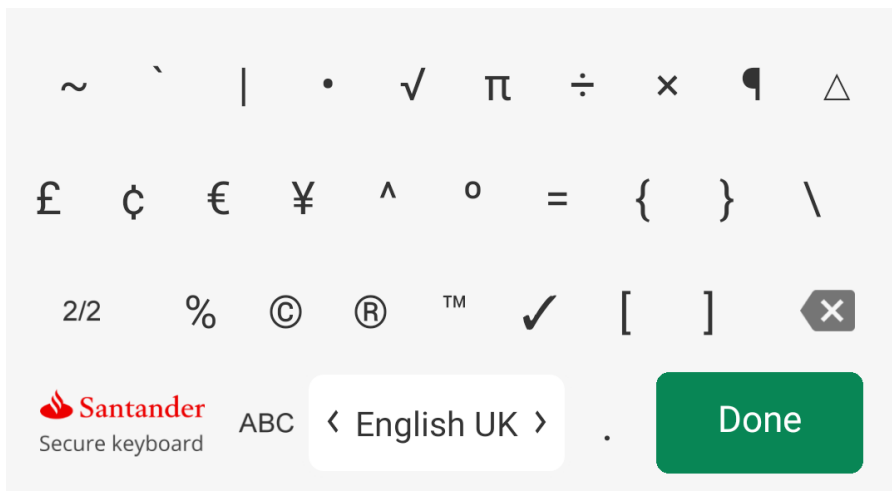 ~ ` | • √ π ÷ × ¶ △
£ ¢ € ¥ ^ º = { } \
2/2 % © ® ™ ✓ [ ]
Santander
Secure keyboard
ABC < English UK > . Done